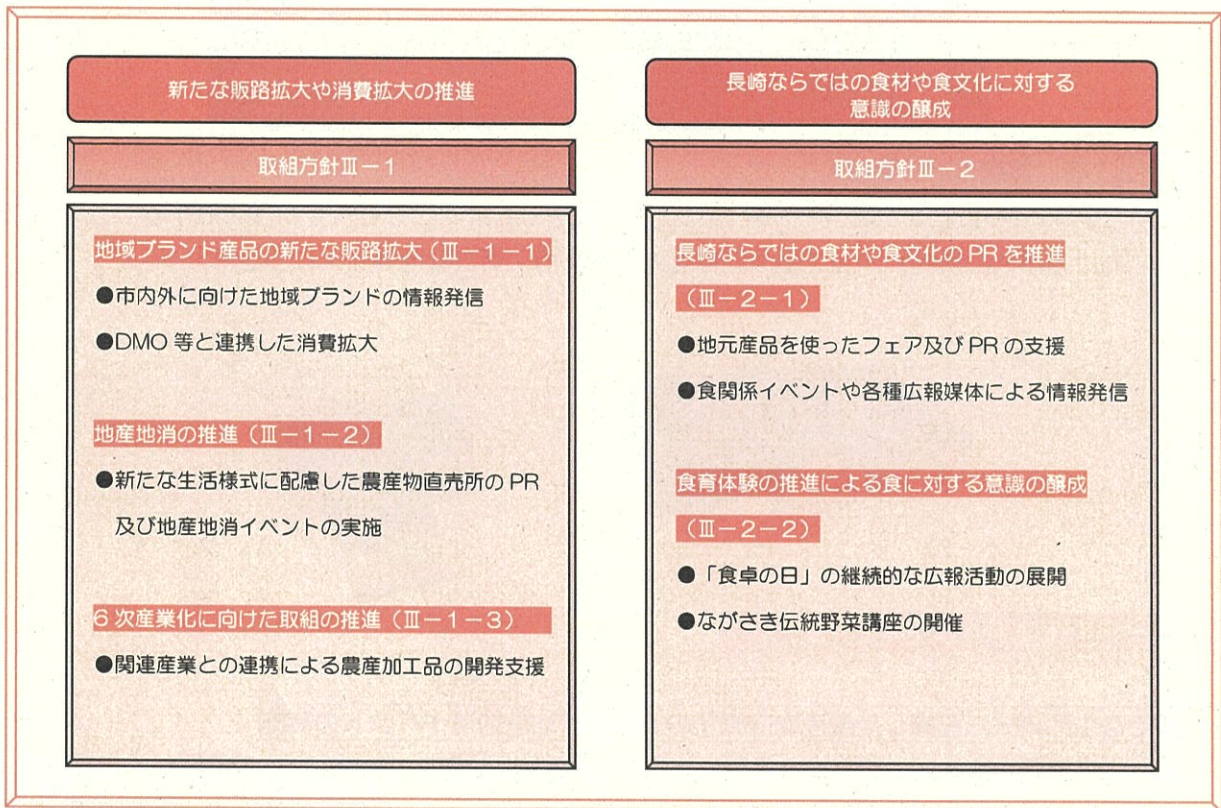 新たな販路拡大や消費拡大の推進
取組方針Ⅲ－1
地域ブランド産品の新たな販路拡大（Ⅲ－1－1）
●市内外に向けた地域ブランドの情報発信
●DMO 等と連携した消費拡大
地産地消の推進（Ⅲ－1－2）
●新たな生活様式に配慮した農産物直売所の PR
及び地産地消イベントの実施
6 次産業化に向けた取組の推進（Ⅲ－1－3）
●関連産業との連携による農産加工品の開発支援
長崎ならではの食材や食文化に対する
意識の醸成
取組方針Ⅲ－2
長崎ならではの食材や食文化の PR を推進
（Ⅲ－2－1）
●地元産品を使ったフェア及び PR の支援
●食関係イベントや各種広報媒体による情報発信
食育体験の推進による食に対する意識の醸成
（Ⅲ－2－2）
●「食卓の日」の継続的な広報活動の展開
●ながさき伝統野菜講座の開催